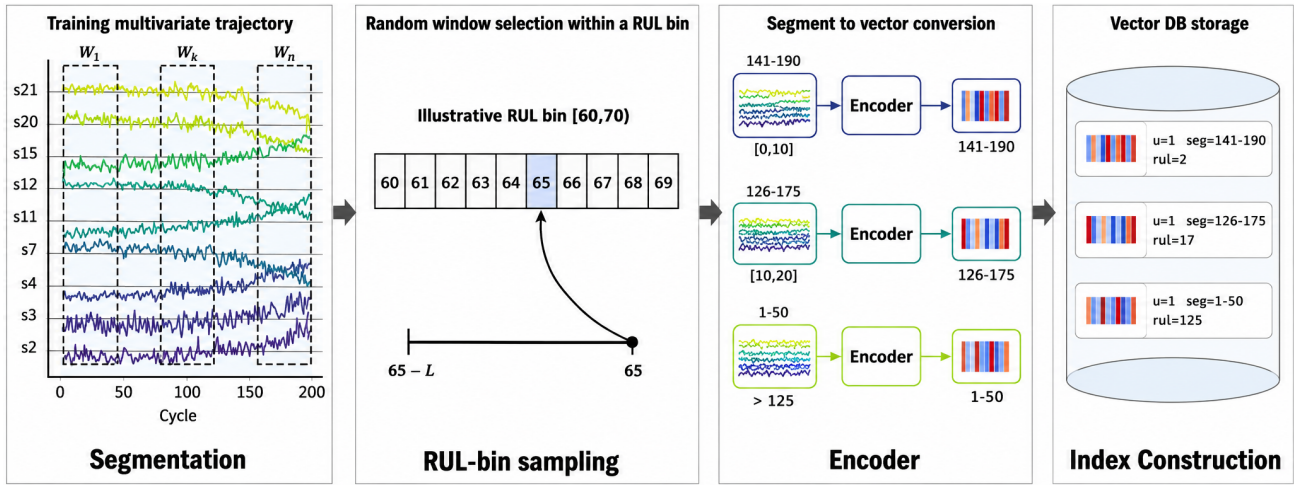 Training multivariate trajectory
W₁
Wₖ
Wₙ
s21
s20
s15
s12
s11
s7
s4
s3
s2
0
50
100
150
200
Cycle
Segmentation
Random window selection within a RUL bin
Illustrative RUL bin [60,70)
60 61 62 63 64 65 66 67 68 69
65 − L
65
RUL-bin sampling
Segment to vector conversion
141-190
Encoder
[0,10]
141-190
126-175
Encoder
[10,20]
126-175
1-50
Encoder
> 125
1-50
Encoder
Vector DB storage
u=1 seg=141-190
rul=2
u=1 seg=126-175
rul=17
u=1 seg=1-50
rul=125
Index Construction